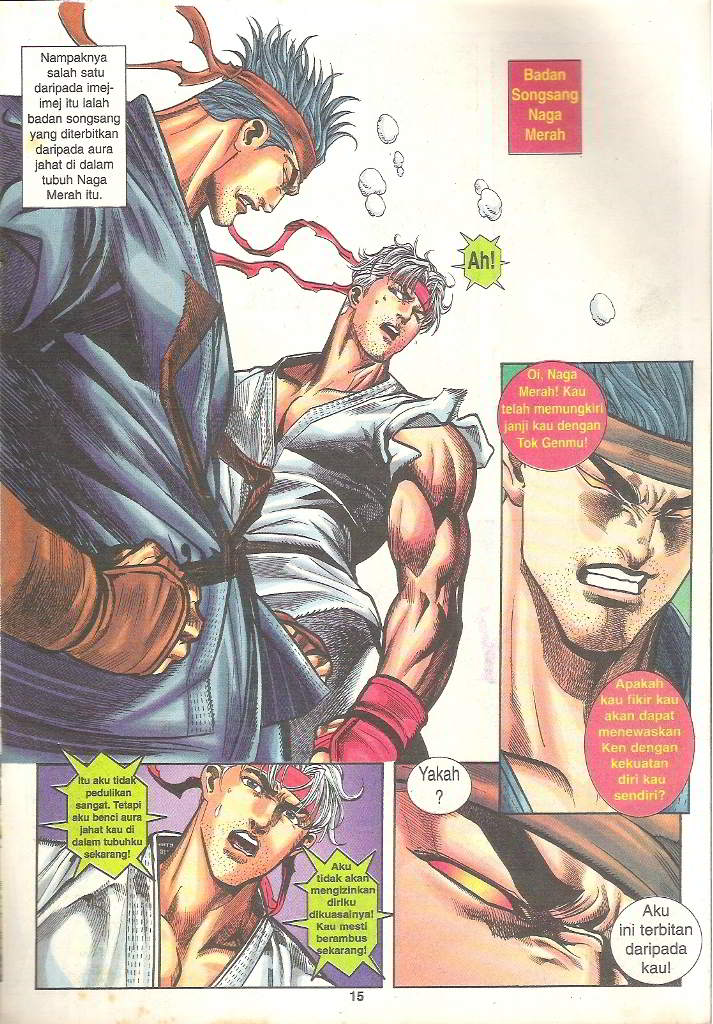 Nampaknya
salah satu
daripada imej-
imej itu ialah
badan songsang
yang diterbitkan
daripada aura
jahat di dalam
tubuh Naga
Merah itu.
Badan
Songsang
Naga
Merah
Ah!
Oi, Naga
Merah! Kau
telah memungkiri
janji kau dengan
Tok Genmu!
Apakah
kau fikir kau
akan dapat
menewaskan
Ken dengan
kekuatan
diri kau
sendiri?
Itu aku tidak
pedulikan
sangat. Tetapi
aku benci aura
jahat kau di
dalam tubuhku
sekarang!
Aku
tidak akan
mengizinkan
diriku
dikuasainya!
Kau mesti
berambus
sekarang!
Yakah
?
Aku
ini terbitan
daripada
kau!
15